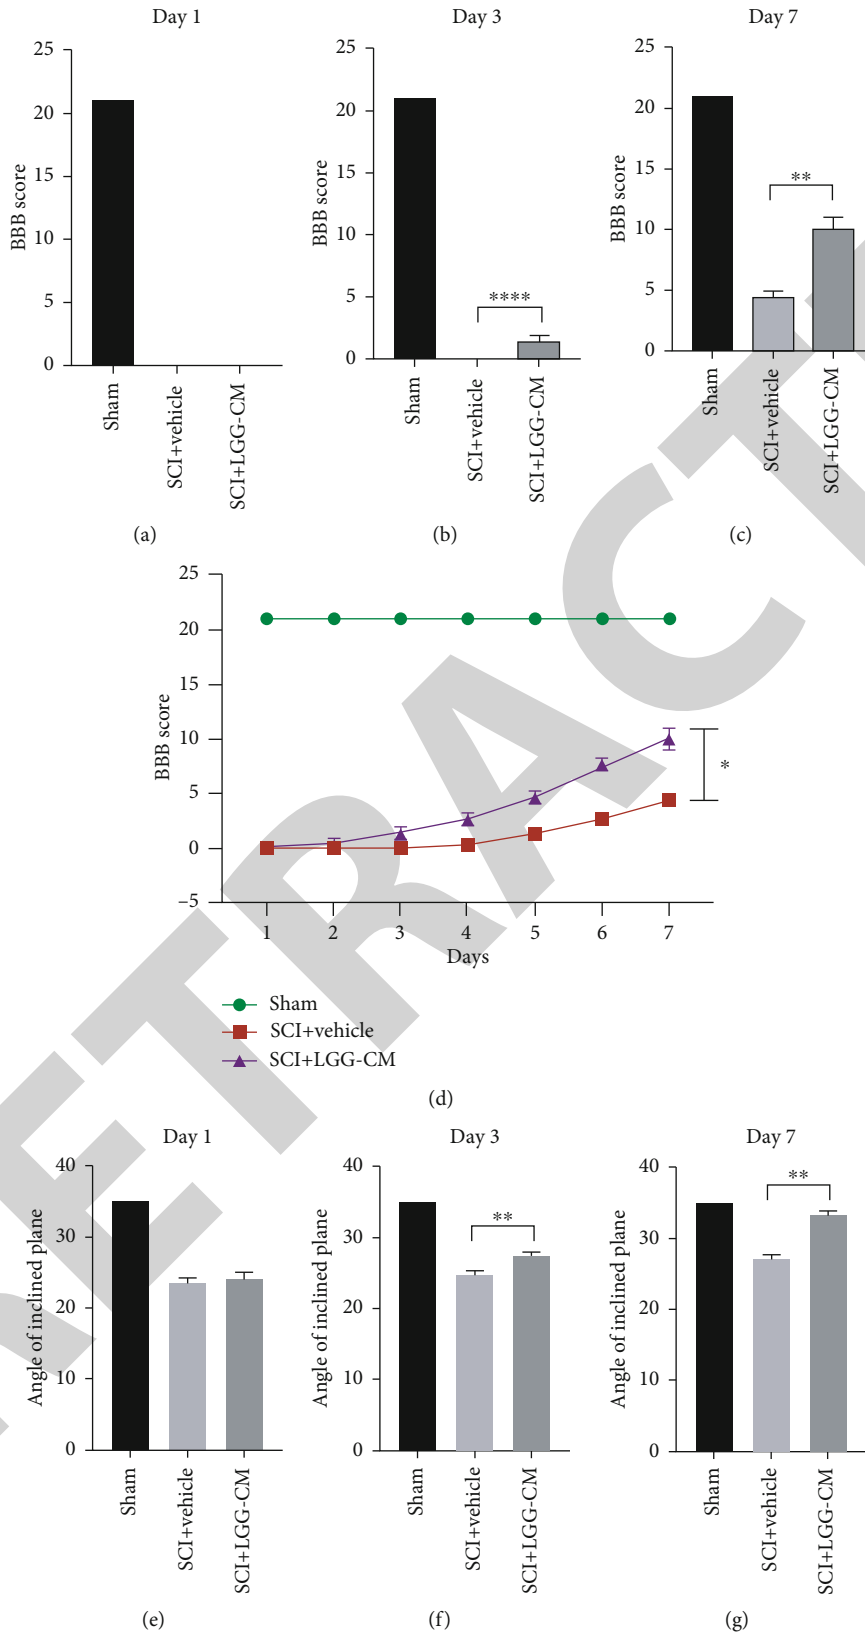 Day 1
Day 3
Day 7
BBB score
25
20
15
10
5
0
Sham
SCI+vehicle
SCI+LGG-CM
(a)
BBB score
25
20
15
10
5
0
****
Sham
SCI+vehicle
SCI+LGG-CM
(b)
BBB score
25
20
15
10
5
0
**
Sham
SCI+vehicle
SCI+LGG-CM
(c)
BBB score
25
20
15
10
5
0
−5
*
1 2 3 4 5 6 7
Days
Sham
SCI+vehicle
SCI+LGG-CM
(d)
Day 1
Day 3
Day 7
Angle of inclined plane
40
30
20
10
0
Sham
SCI+vehicle
SCI+LGG-CM
(e)
Angle of inclined plane
40
30
20
10
0
**
Sham
SCI+vehicle
SCI+LGG-CM
(f)
Angle of inclined plane
40
30
20
10
0
**
Sham
SCI+vehicle
SCI+LGG-CM
(g)
RETRACT